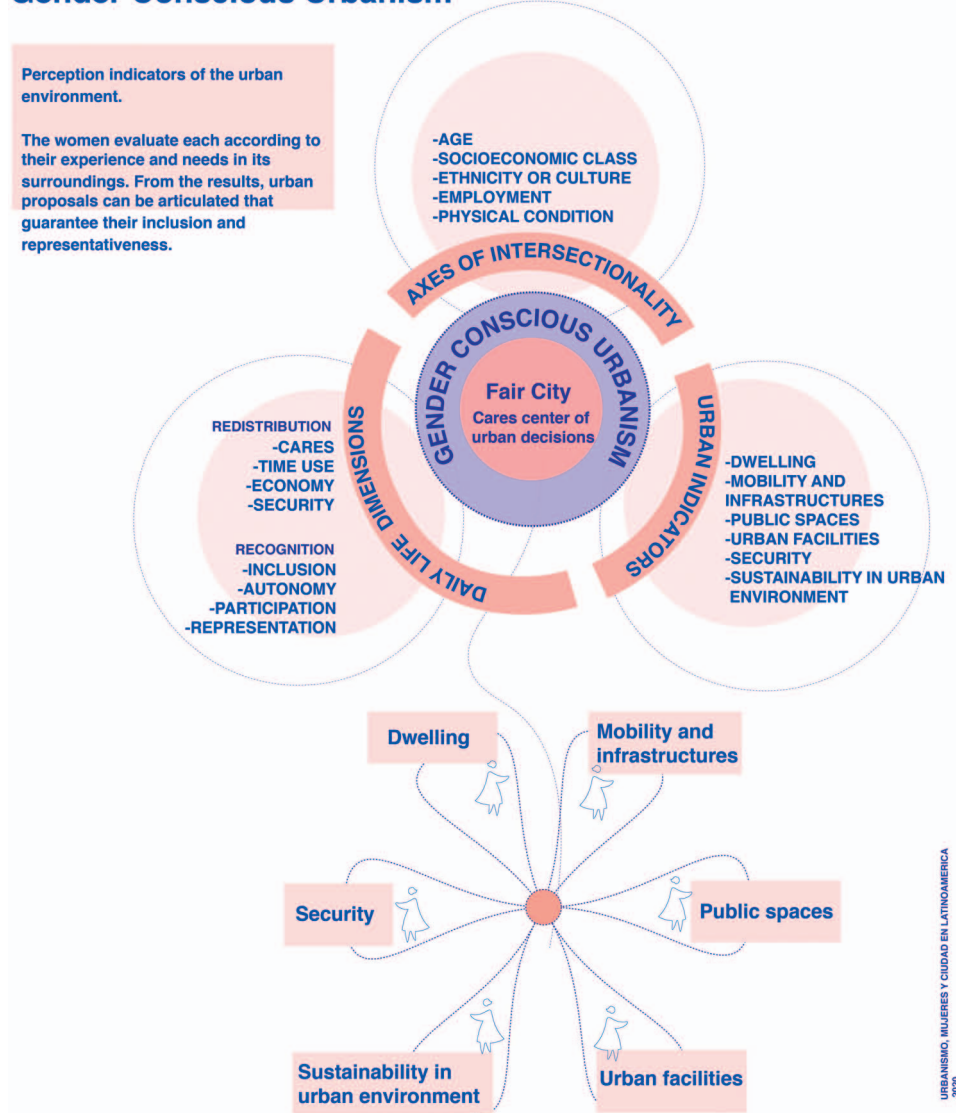 Gender Conscious Urbanism
Perception indicators of the urban
environment.
The women evaluate each according to
their experience and needs in its
surroundings. From the results, urban
proposals can be articulated that
guarantee their inclusion and
representativeness.
-AGE
-SOCIOECONOMIC CLASS
-ETHNICITY OR CULTURE
-EMPLOYMENT
-PHYSICAL CONDITION
AXES OF INTERSECTIONALITY
GENDER CONSCIOUS URBANISM
Fair City
Cares center of
urban decisions
DAILY LIFE DIMENSIONS
REDISTRIBUTION
-CARES
-TIME USE
-ECONOMY
-SECURITY
RECOGNITION
-INCLUSION
-AUTONOMY
-PARTICIPATION
-REPRESENTATION
URBAN INDICATORS
-DWELLING
-MOBILITY AND
INFRASTRUCTURES
-PUBLIC SPACES
-URBAN FACILITIES
-SECURITY
-SUSTAINABILITY IN URBAN
ENVIRONMENT
Dwelling
Mobility and
infrastructures
Security
Public spaces
Sustainability in
urban environment
Urban facilities
URBANISMO, MUJERES Y CIUDAD EN LATINOAMERICA